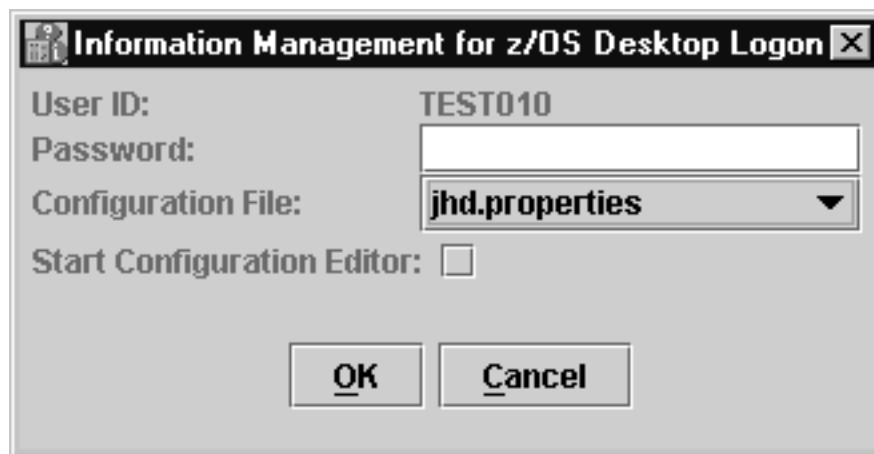 Information Management for z/OS Desktop Logon
User ID: TEST010
Password:
Configuration File: jhd.properties
Start Configuration Editor:
OK Cancel